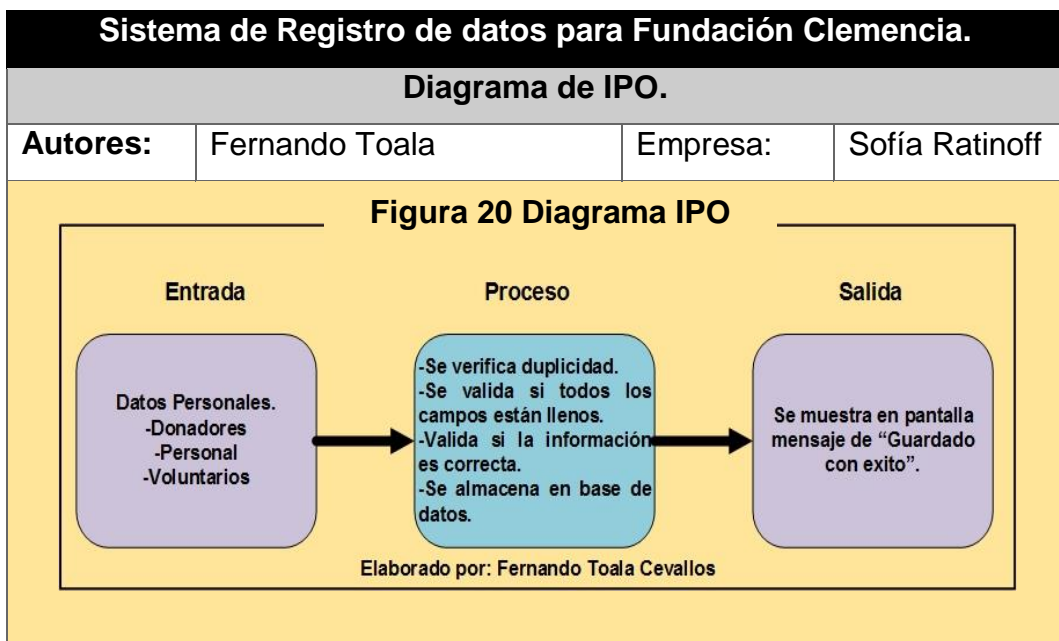 Sistema de Registro de datos para Fundación Clemencia.
Diagrama de IPO.
Autores: Fernando Toala Empresa: Sofía Ratinoff
Figura 20 Diagrama IPO
Entrada
Proceso
Salida
Datos Personales.
-Donadores
-Personal
-Voluntarios
-Se verifica duplicidad.
-Se valida si todos los
campos están llenos.
-Valida si la información
es correcta.
-Se almacena en base de
datos.
Se muestra en pantalla
mensaje de “Guardado
con exito”.
Elaborado por: Fernando Toala Cevallos